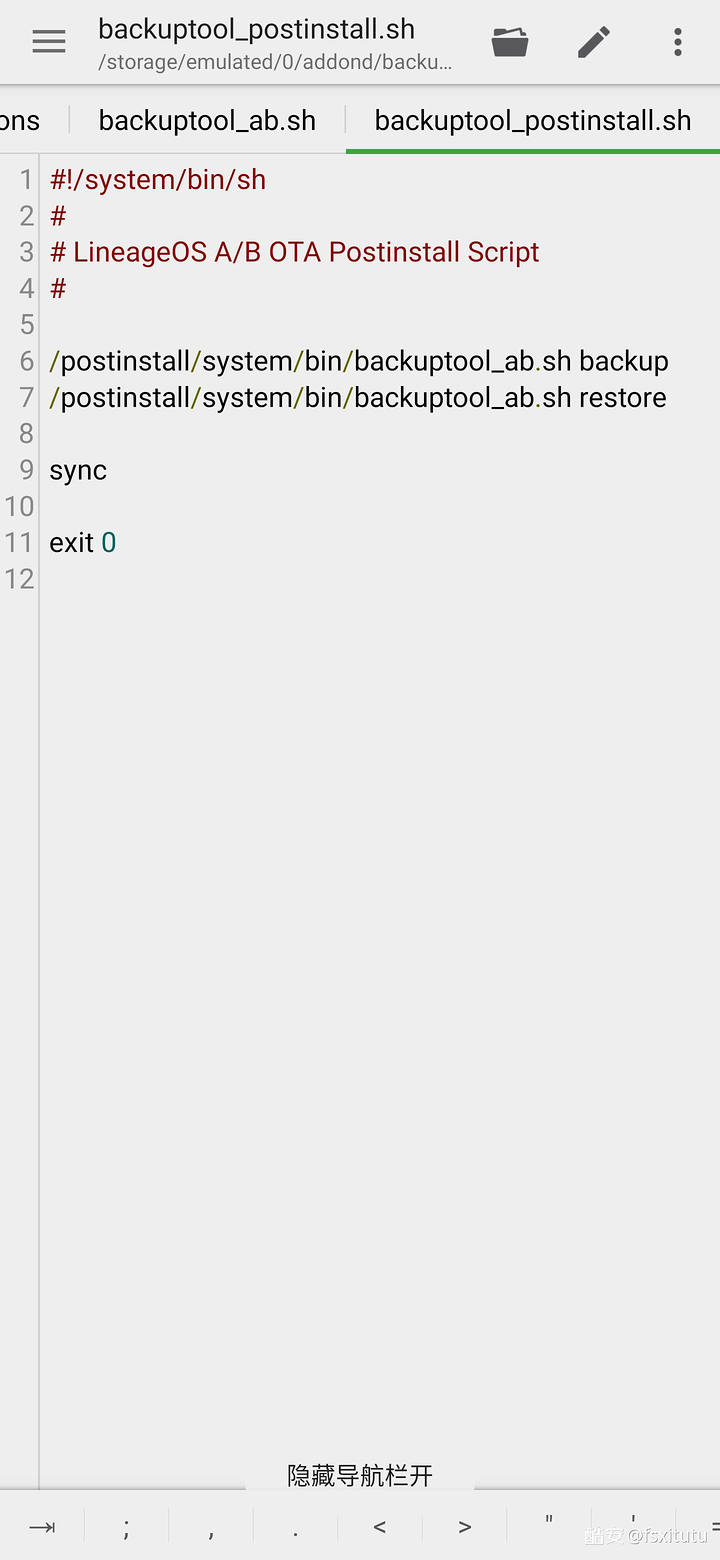 backuptool_postinstall.sh
/storage/emulated/0/addond/backu...
ons backuptool_ab.sh backuptool_postinstall.sh
1 #!/system/bin/sh
2 #
3 # LineageOS A/B OTA Postinstall Script
4 #
5
6 /postinstall/system/bin/backuptool_ab.sh backup
7 /postinstall/system/bin/backuptool_ab.sh restore
8
9 sync
10
11 exit 0
12
隐藏导航栏开
; , . < > " ' =
酷安 @fsxitutu